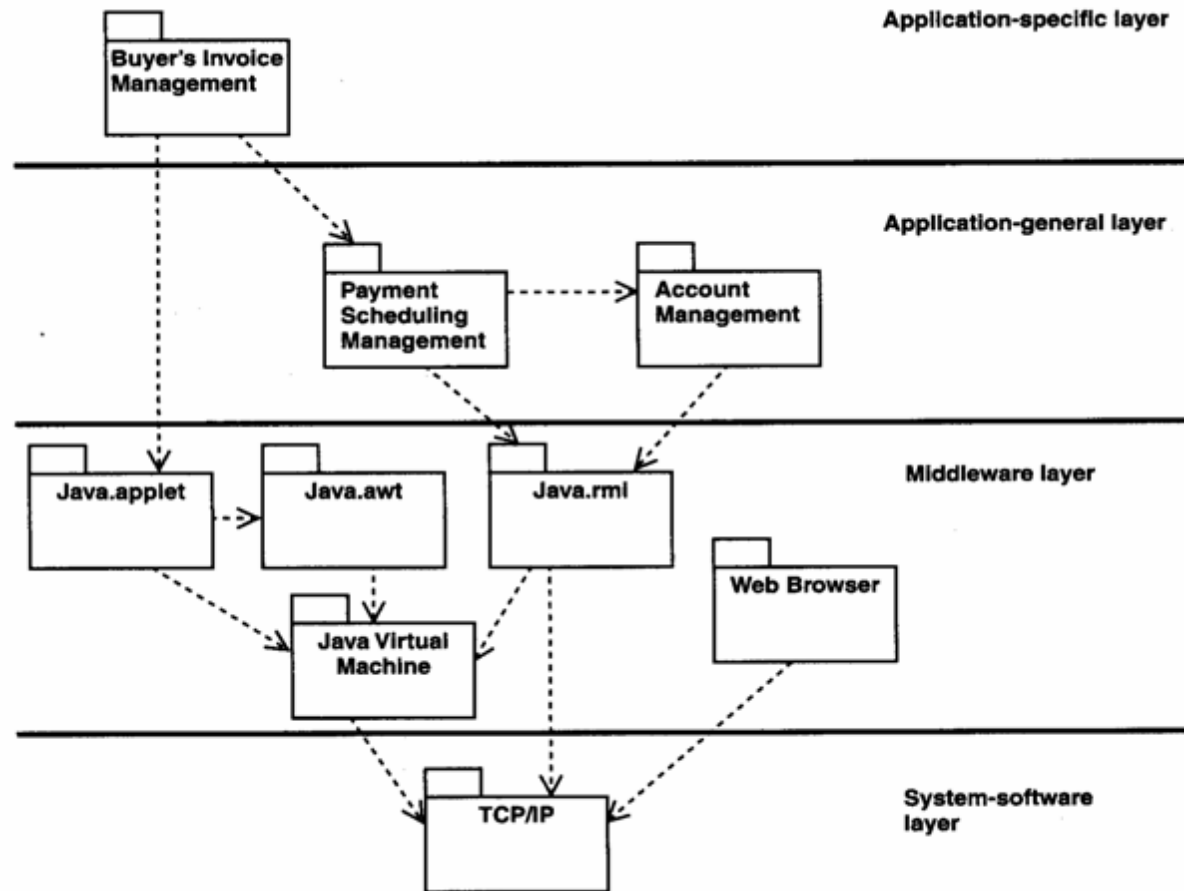 Application-specific layer
Buyer's Invoice
Management
Application-general layer
Payment
Scheduling
Management
Account
Management
Middleware layer
Java.applet
Java.awt
Java.rmi
Web Browser
Java Virtual
Machine
System-software
layer
TCP/IP